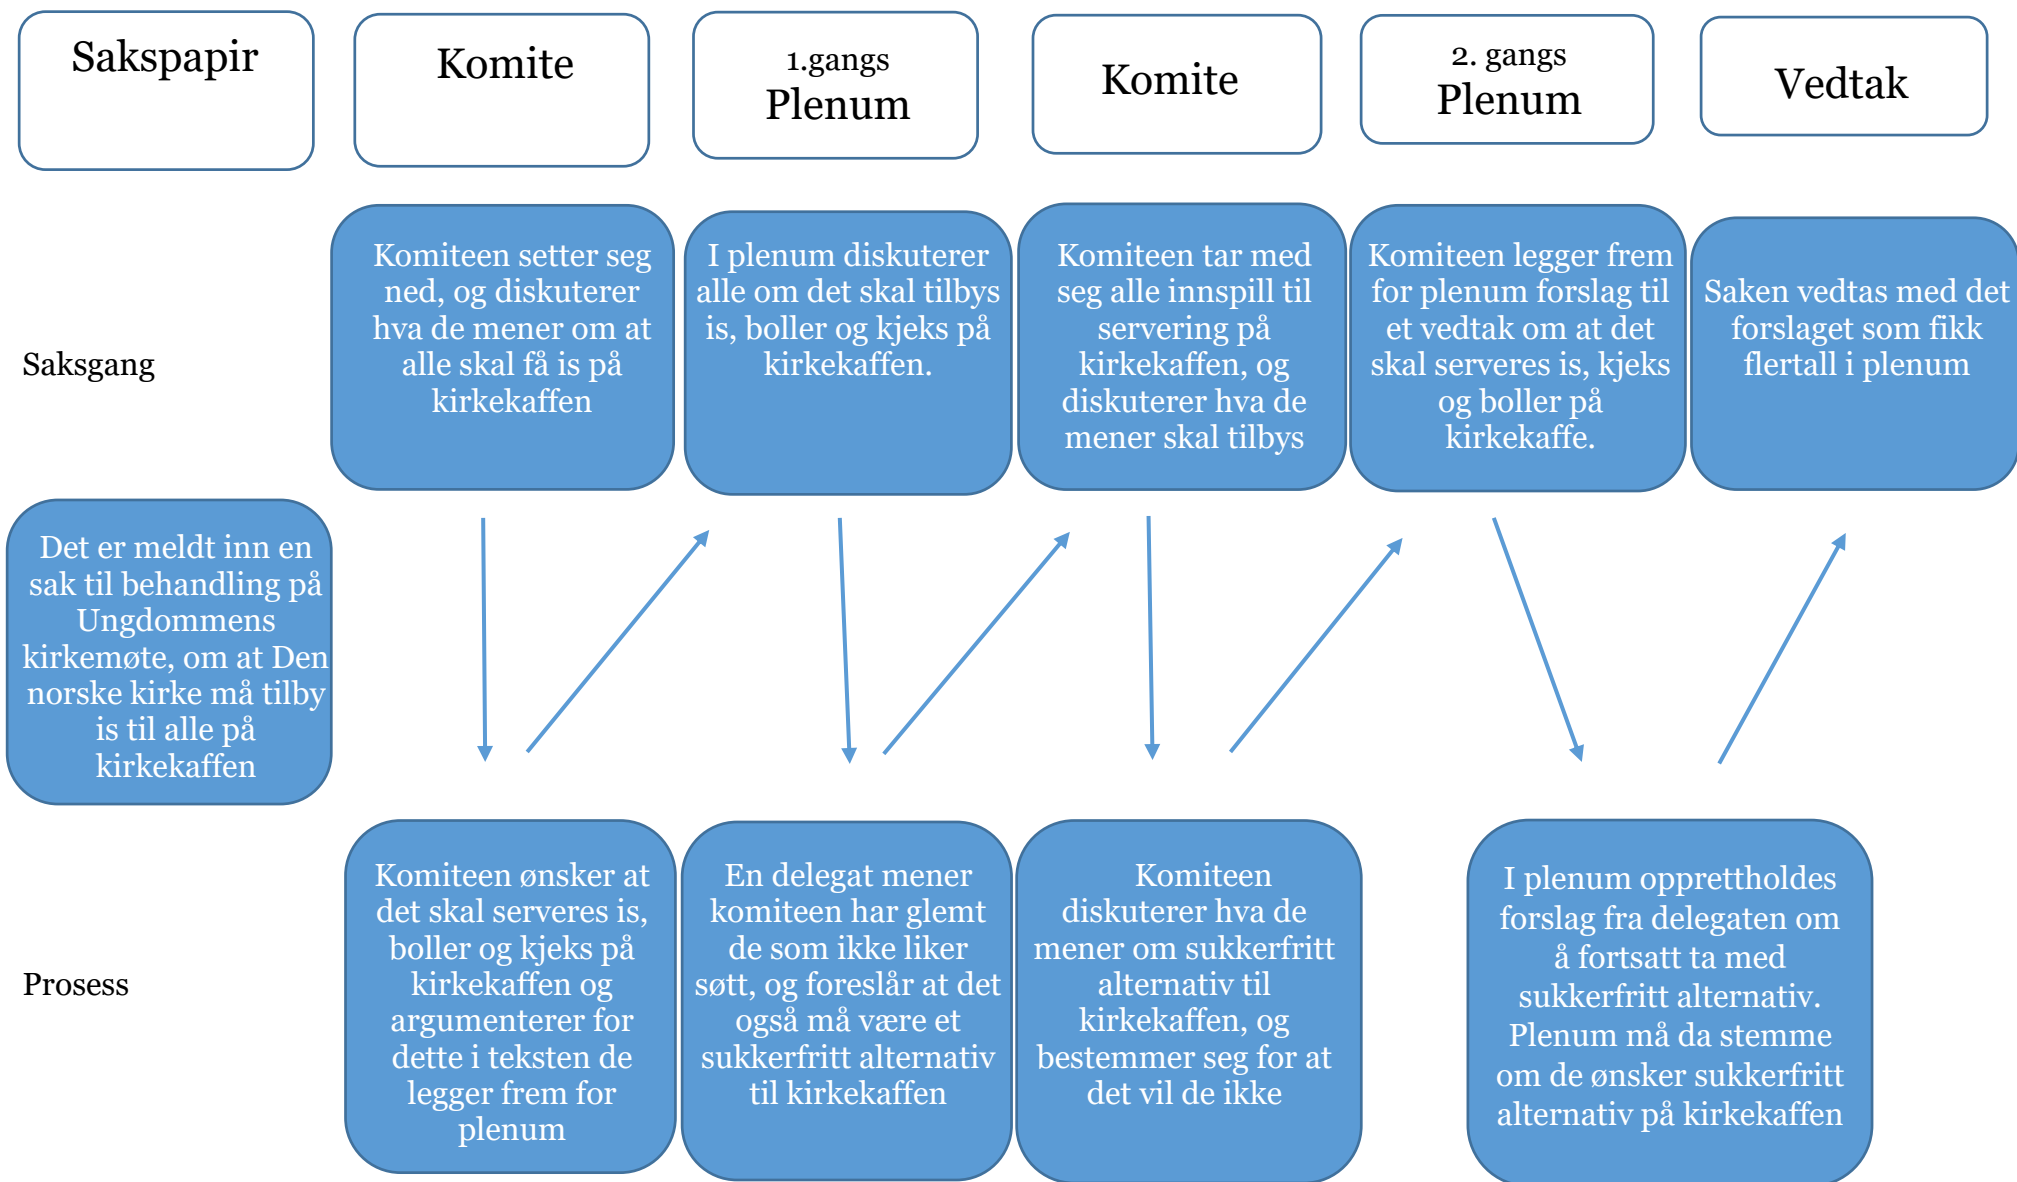 Sakspapir
Komite
1.gangs
Plenum
Komite
2. gangs
Plenum
Vedtak
Saksgang
Komiteen setter seg
ned, og diskuterer
hva de mener om at
alle skal få is på
kirkekaffen
I plenum diskuterer
alle om det skal tilbys
is, boller og kjeks på
kirkekaffen.
Komiteen tar med
seg alle innspill til
servering på
kirkekaffen, og
diskuterer hva de
mener skal tilbys
Komiteen legger frem
for plenum forslag til
et vedtak om at det
skal serveres is, kjeks
og boller på
kirkekaffe.
Saken vedtas med det
forslaget som fikk
flertall i plenum
Det er meldt inn en
sak til behandling på
Ungdommens
kirkemøte, om at Den
norske kirke må tilby
is til alle på
kirkekaffen
Prosess
Komiteen ønsker at
det skal serveres is,
boller og kjeks på
kirkekaffen og
argumenterer for
dette i teksten de
legger frem for
plenum
En delegat mener
komiteen har glemt
de som ikke liker
søtt, og foreslår at det
også må være et
sukkerfritt alternativ
til kirkekaffen
Komiteen
diskuterer hva de
mener om sukkerfritt
alternativ til
kirkekaffen, og
bestemmer seg for at
det vil de ikke
I plenum opprettholdes
forslag fra delegaten om
å fortsatt ta med
sukkerfritt alternativ.
Plenum må da stemme
om de ønsker sukkerfritt
alternativ på kirkekaffen